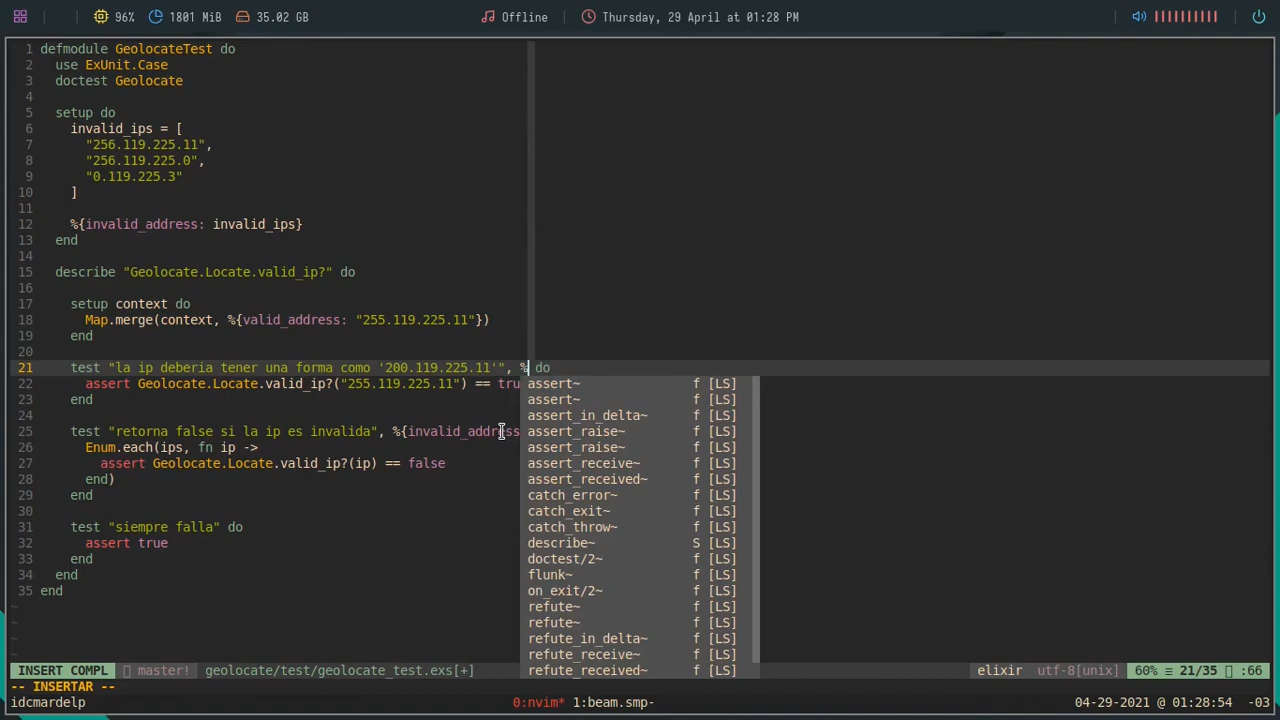 96% 1801 MiB 35.02 GB Offline Thursday, 29 April at 01:28 PM
1 defmodule GeolocateTest do
2 use ExUnit.Case
3 doctest Geolocate
4
5 setup do
6 invalid_ips = [
7 "256.119.225.11",
8 "256.119.225.0",
9 "0.119.225.3"
10 ]
11
12 %{invalid_address: invalid_ips}
13 end
14
15 describe "Geolocate.Locate.valid_ip?" do
16
17 setup context do
18 Map.merge(context, %{valid_address: "255.119.225.11"})
19 end
20
21 test "la ip deberia tener una forma como '200.119.225.11'", % do
22 assert Geolocate.Locate.valid_ip?("255.119.225.11") == tru assert~ f [LS]
23 end assert~ f [LS]
24 assert_in_delta~ f [LS]
25 test "retorna false si la ip es invalida", %{invalid_address assert_raise~ f [LS]
26 Enum.each(ips, fn ip -> assert_raise~ f [LS]
27 assert Geolocate.Locate.valid_ip?(ip) == false assert_receive~ f [LS]
28 end) assert_received~ f [LS]
29 end catch_error~ f [LS]
30 catch_exit~ f [LS]
31 test "siempre falla" do catch_throw~ f [LS]
32 assert true describe~ S [LS]
33 end doctest/2~ f [LS]
34 end flunk~ f [LS]
35 end on_exit/2~ f [LS]
~ refute~ f [LS]
~ refute~ f [LS]
~ refute_in_delta~ f [LS]
~ refute_receive~ f [LS]
INSERT COMPL master! geolocate/test/geolocate_test.exs[+] refute_received~ f [LS] elixir utf-8[unix] 60% ≡ 21/35 :66
-- INSERTAR --
idcmardelp 0:nvim* 1:beam.smp- 04-29-2021 @ 01:28:54 -03